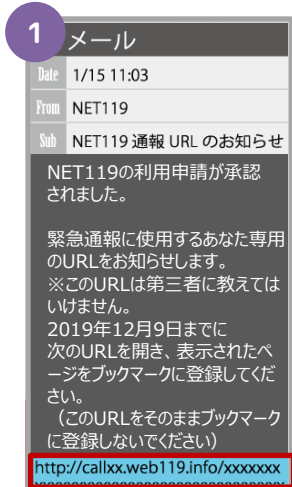 1
メール
Date 1/15 11:03
From NET119
Sub NET119 通報 URL のお知らせ
NET119の利用申請が承認
されました。
緊急通報に使用するあなた専用
のURLをお知らせします。
※このURLは第三者に教えては
いけません。
2019年12月9日までに
次のURLを開き、表示されたペ
ージをブックマークに登録してくだ
さい。
（このURLをそのままブックマーク
に登録しないでください）
http://callxx.web119.info/xxxxxxx